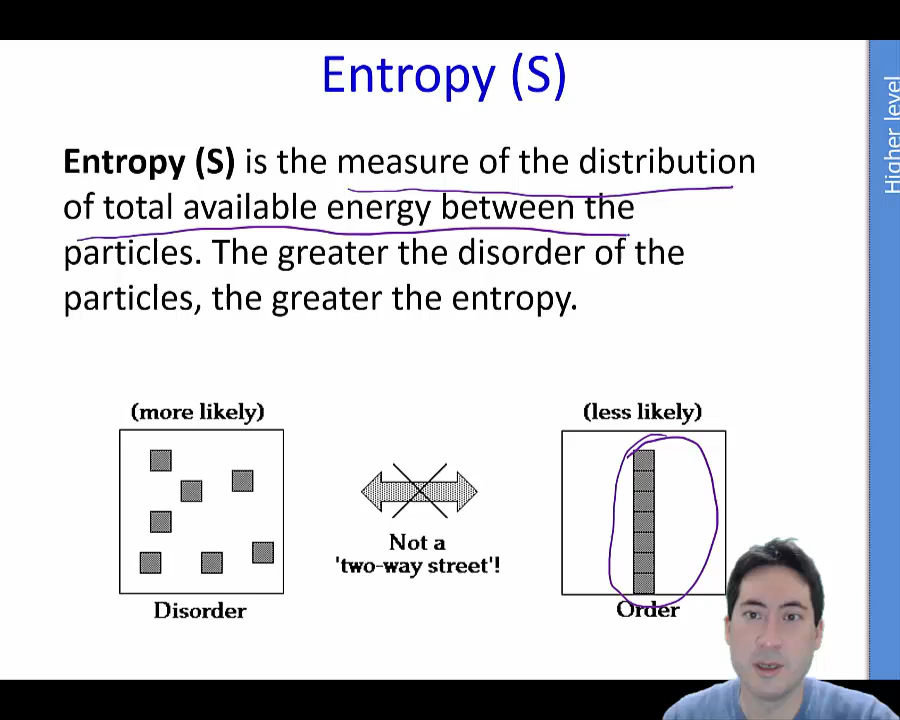 Entropy (S)
Entropy (S) is the measure of the distribution
of total available energy between the
particles. The greater the disorder of the
particles, the greater the entropy.
(more likely)
(less likely)
Not a
'two-way street'!
Disorder
Order
Higher level